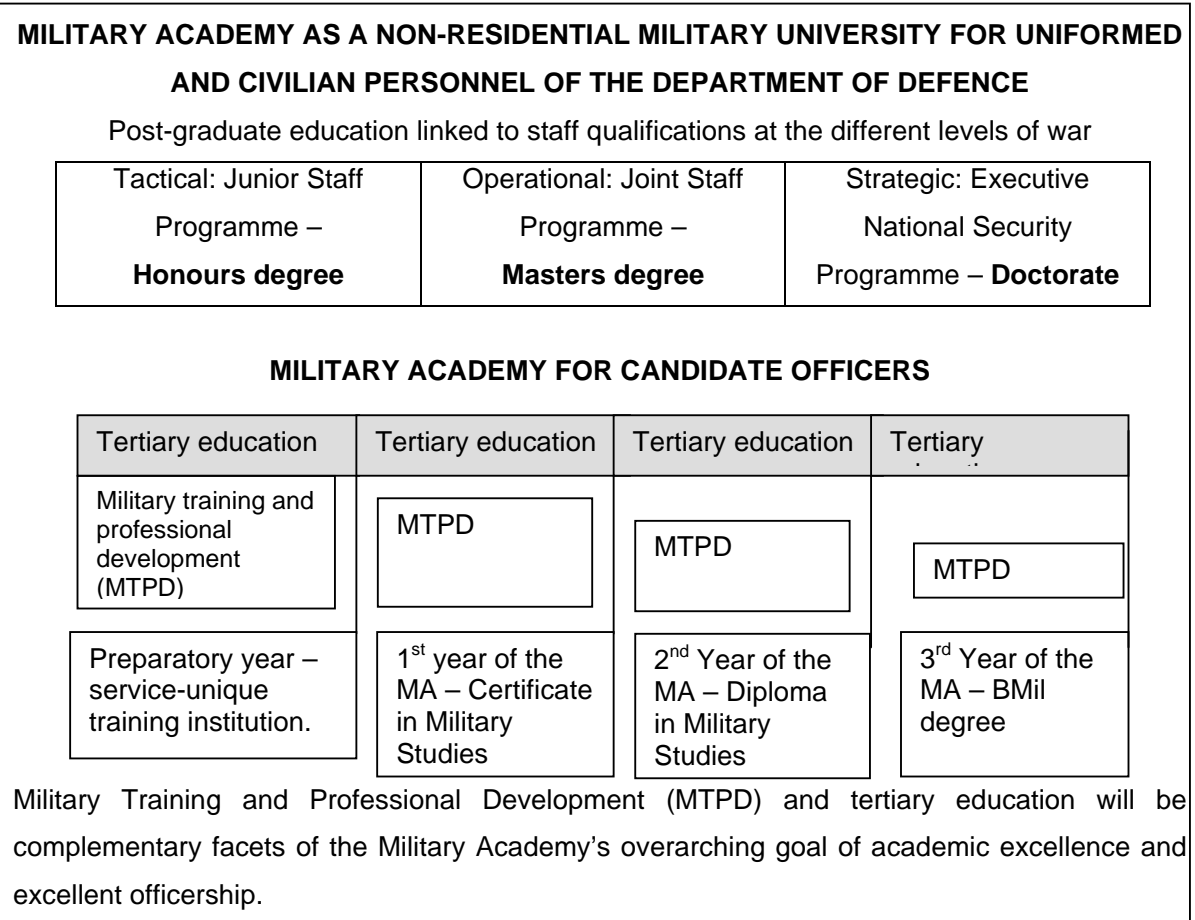 MILITARY ACADEMY AS A NON-RESIDENTIAL MILITARY UNIVERSITY FOR UNIFORMED
AND CIVILIAN PERSONNEL OF THE DEPARTMENT OF DEFENCE
Post-graduate education linked to staff qualifications at the different levels of war
Tactical: Junior Staff
Programme –
Honours degree
Operational: Joint Staff
Programme –
Masters degree
Strategic: Executive
National Security
Programme – Doctorate
MILITARY ACADEMY FOR CANDIDATE OFFICERS
Tertiary education
Tertiary education
Tertiary education
Tertiary
Military training and
professional
development
(MTPD)
MTPD
MTPD
MTPD
Preparatory year –
service-unique
training institution.
1st year of the
MA – Certificate
in Military
Studies
2nd Year of the
MA – Diploma
in Military
Studies
3rd Year of the
MA – BMil
degree
Military Training and Professional Development (MTPD) and tertiary education will be
complementary facets of the Military Academy's overarching goal of academic excellence and
excellent officership.